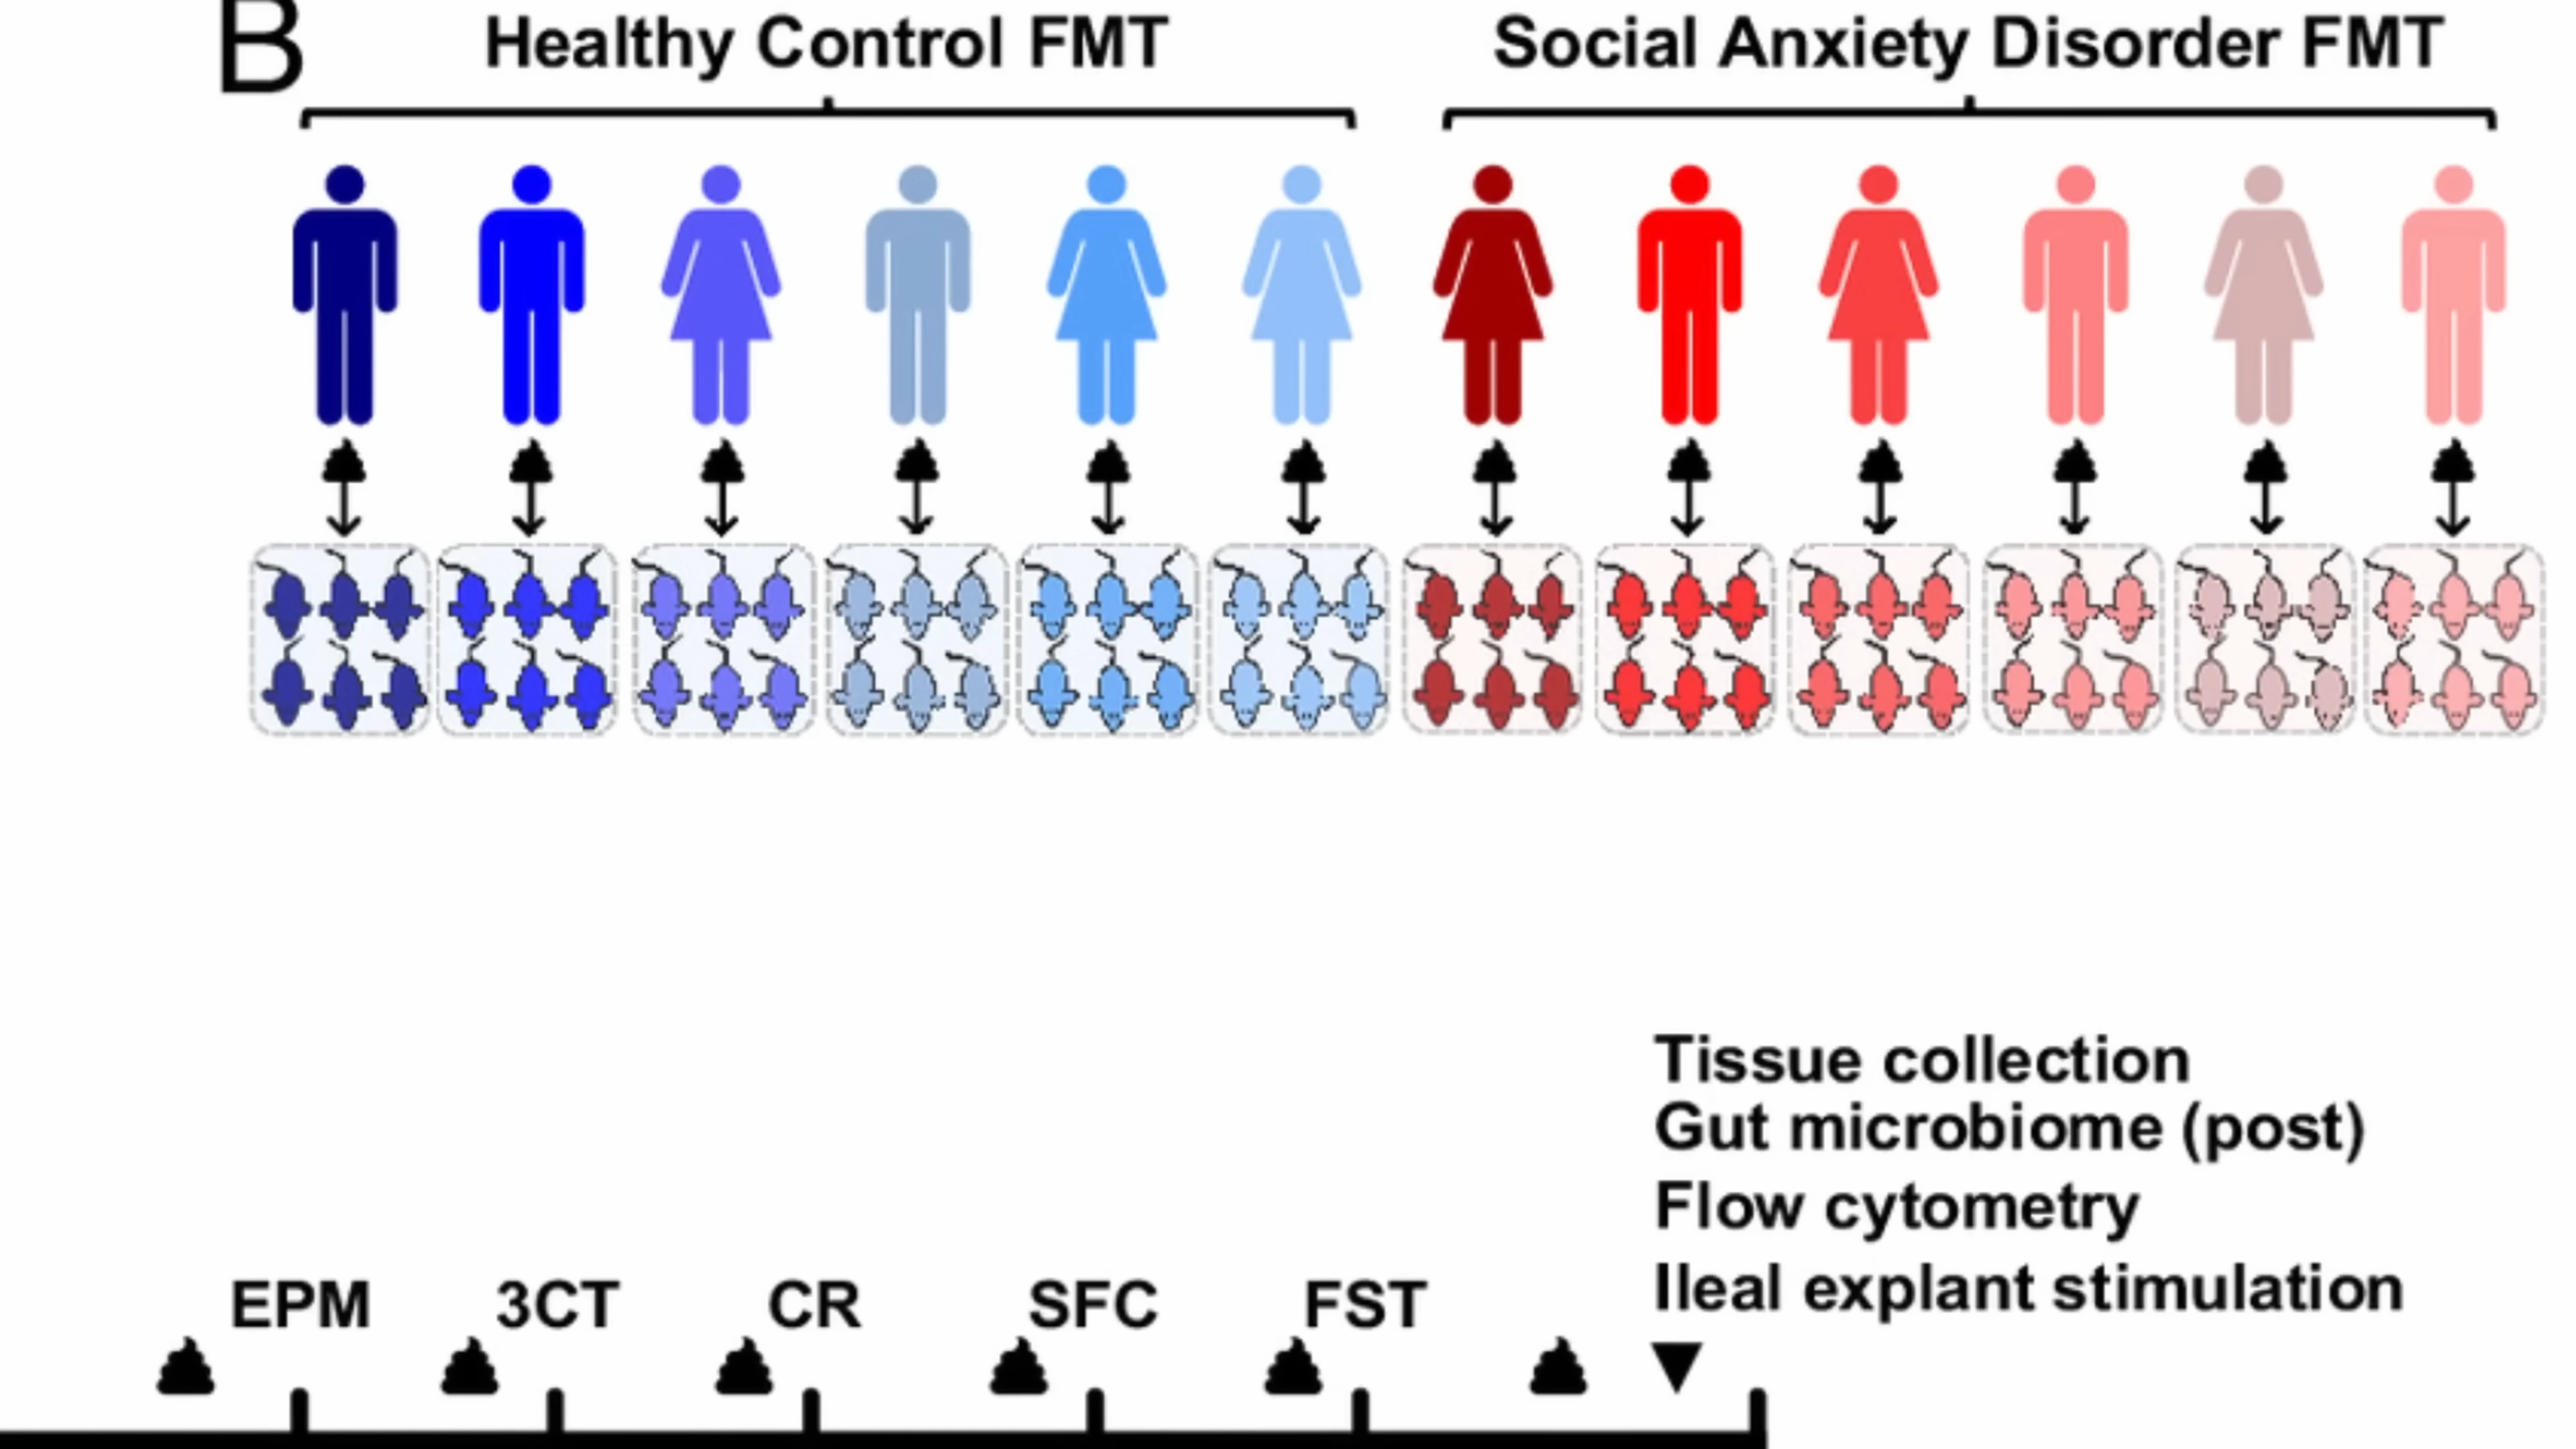 B
Healthy Control FMT
Social Anxiety Disorder FMT
Tissue collection
Gut microbiome (post)
Flow cytometry
Ileal explant stimulation
EPM
3CT
CR
SFC
FST